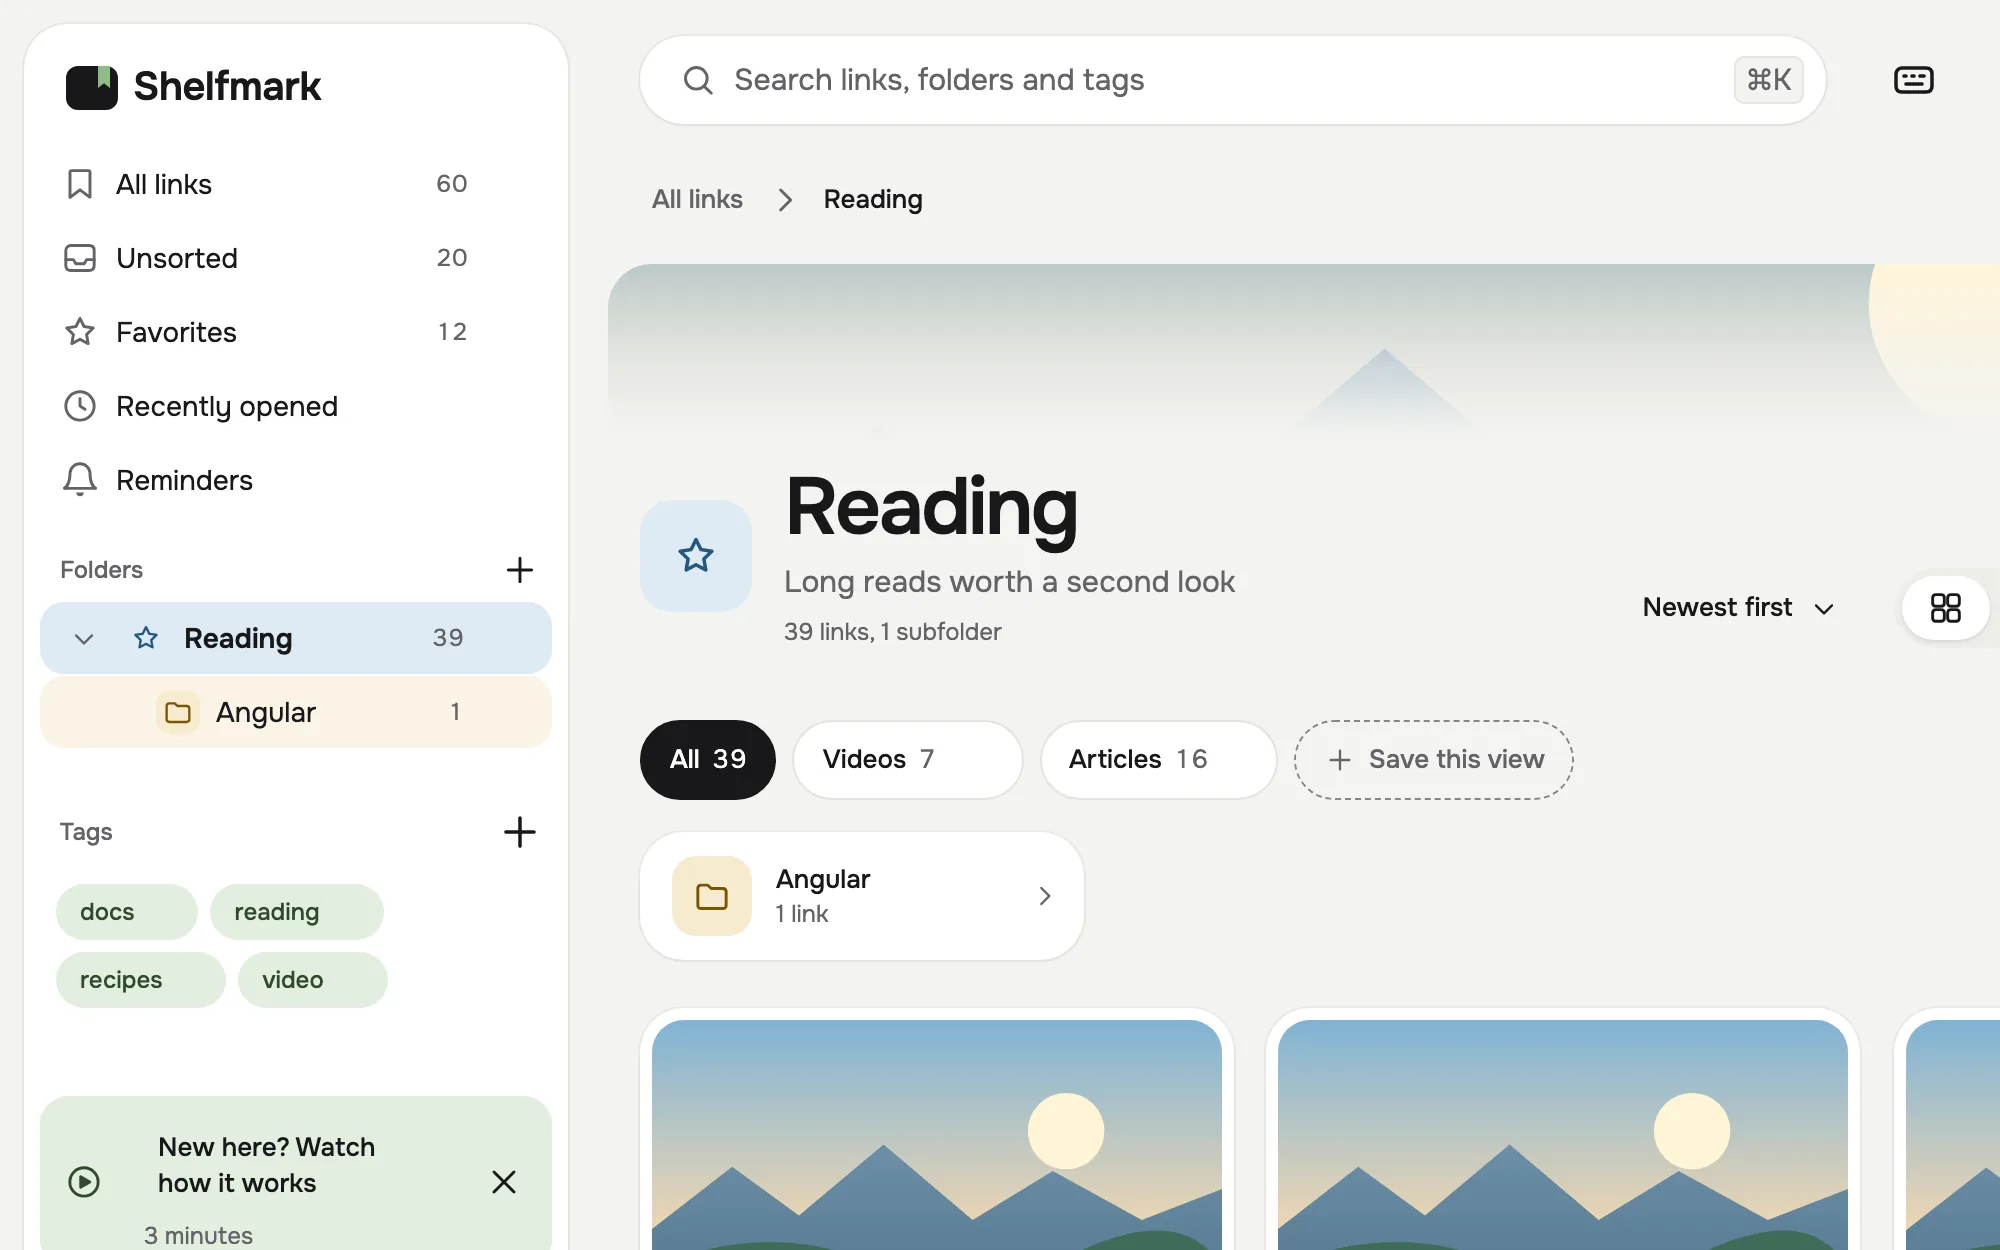 Shelfmark
All links 60
Unsorted 20
Favorites 12
Recently opened
Reminders
Folders
Reading 39
Angular 1
Tags
docs reading
recipes video
New here? Watch
how it works
3 minutes
Search links, folders and tags ⌘K
All links Reading
Reading
Long reads worth a second look
39 links, 1 subfolder
Newest first
All 39 Videos 7 Articles 16 Save this view
Angular
1 link